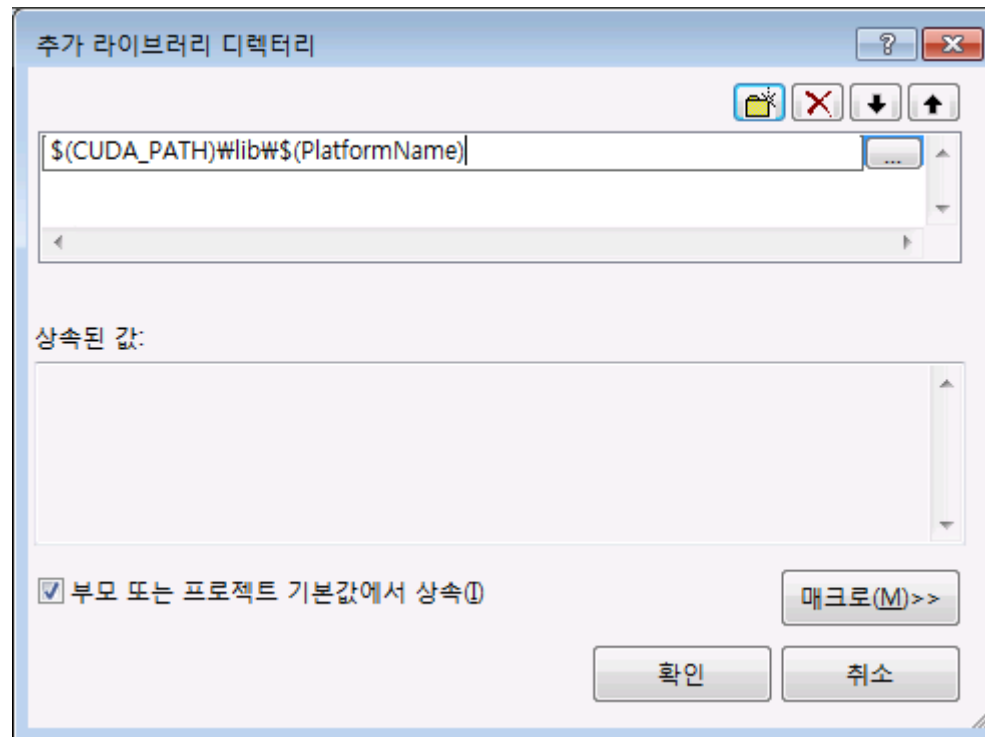 추가 라이브러리 디렉터리
$(CUDA_PATH)₩lib₩$(PlatformName)
...
상속된 값:
부모 또는 프로젝트 기본값에서 상속(I)
매크로(M)>>
확인
취소